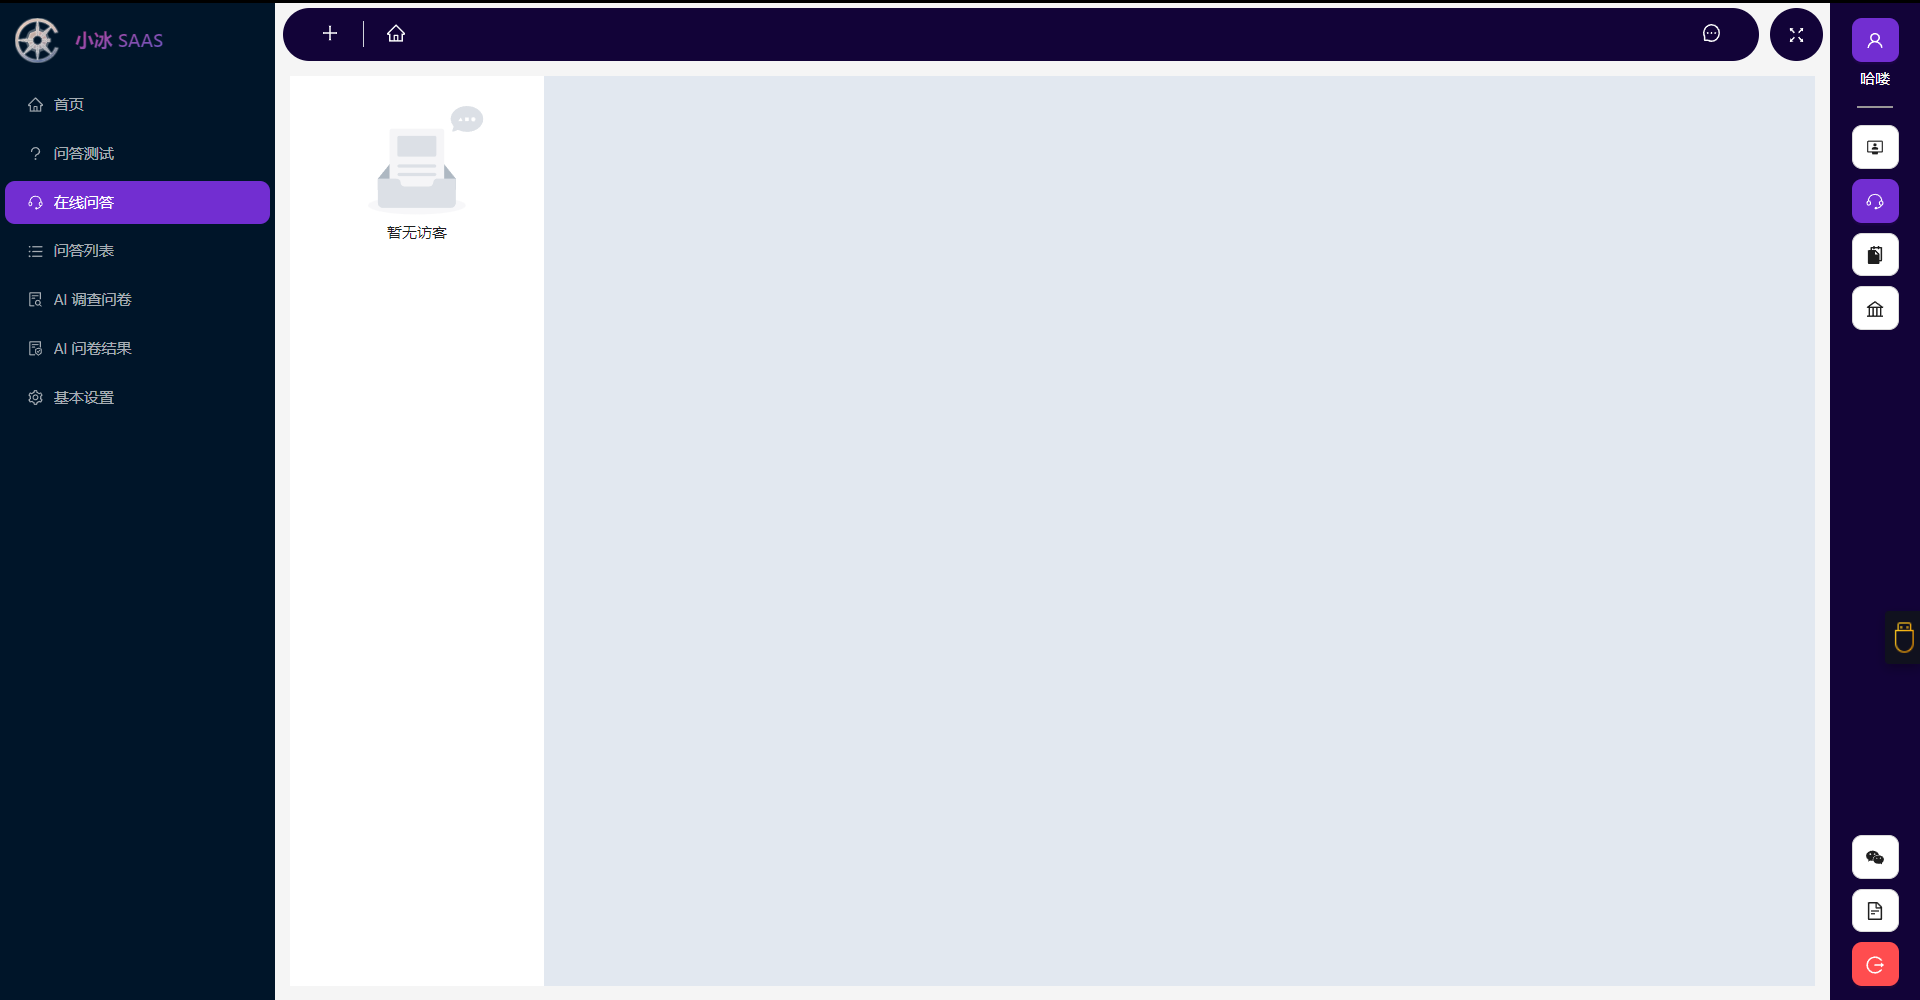 小冰 SAAS
首页
问答测试
在线问答
问答列表
AI 调查问卷
AI 问卷结果
基本设置
暂无访客
哈喽